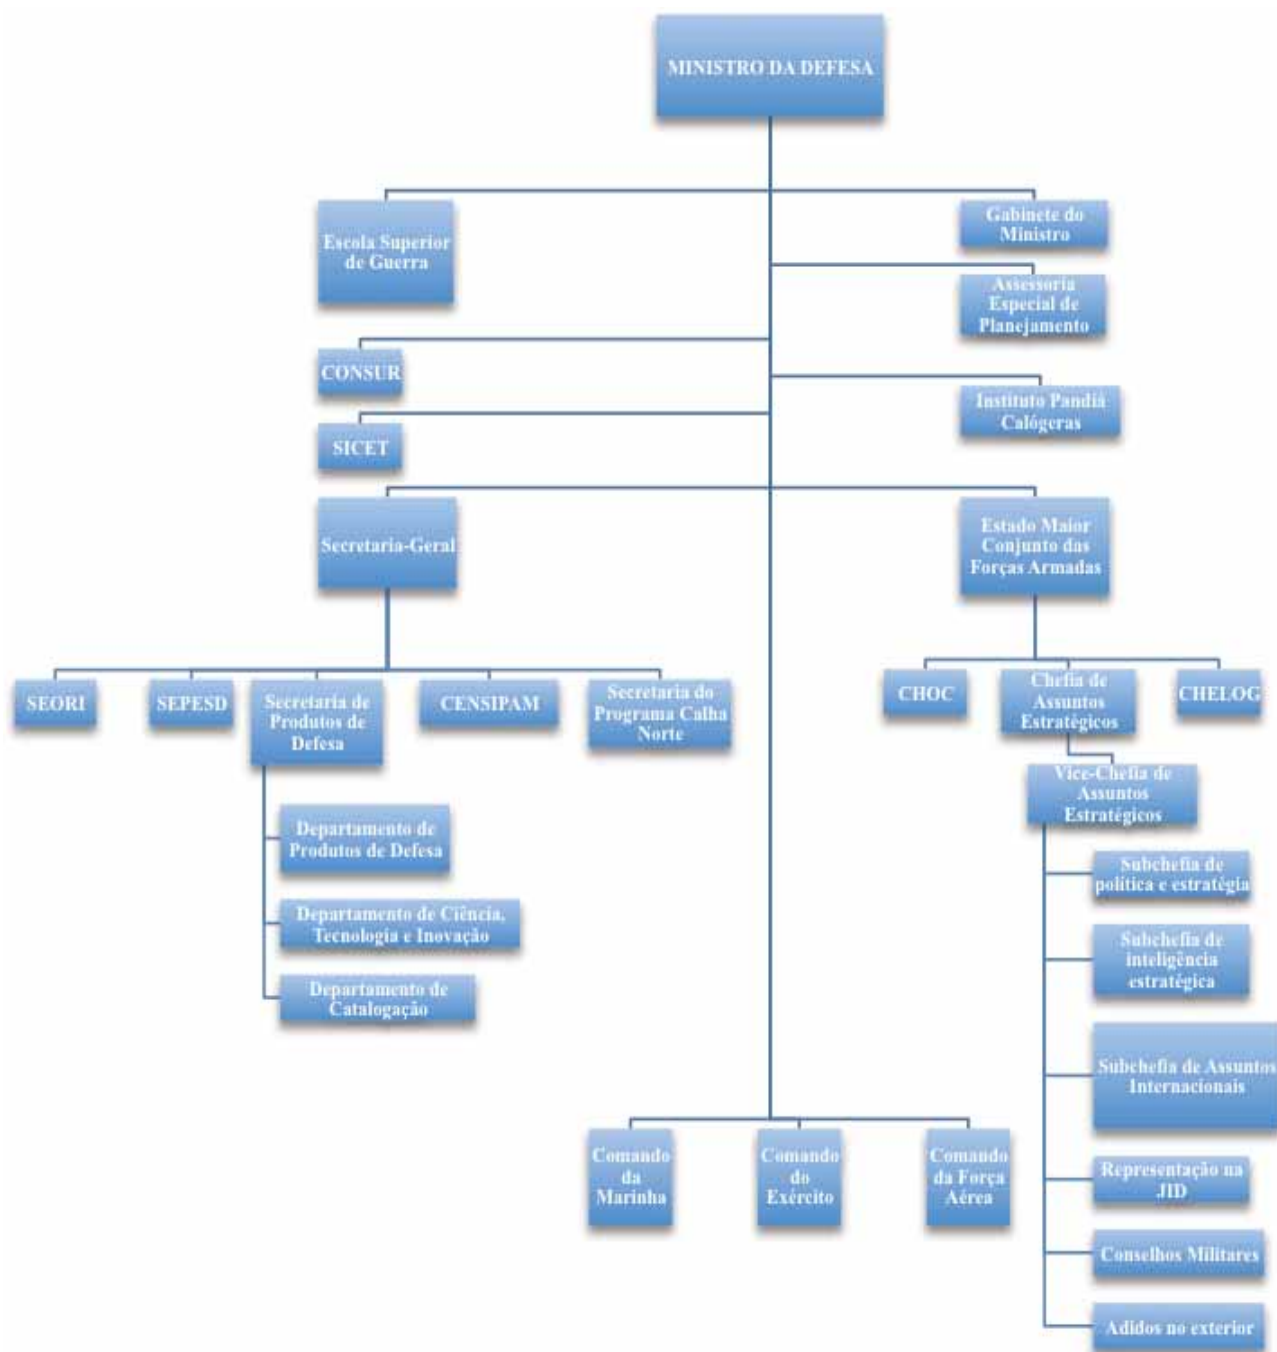 MINISTRO DA DEFESA
Escola Superior
de Guerra
Gabinete do
Ministro
Assessoria
Especial de
Planejamento
CONSUR
Instituto Pandiá
Calógeras
SICET
Secretaria-Geral
Estado Maior
Conjunto das
Forças Armadas
SEORI
SEPESD
Secretaria de
Produtos de
Defesa
CENSIPAM
Secretaria do
Programa Calha
Norte
CHOC
Chefia de
Assuntos
Estratégicos
CHELOG
Vice-Chefia de
Assuntos
Estratégicos
Departamento de
Produtos de Defesa
Departamento de Ciência,
Tecnologia e Inovação
Departamento de
Catalogação
Subchefia de
política e estratégia
Subchefia de
inteligência
estratégica
Subchefia de Assuntos
Internacionais
Representação na
JID
Conselhos Militares
Adidos no exterior
Comando
da
Marinha
Comando
do
Exército
Comando
da Força
Aérea